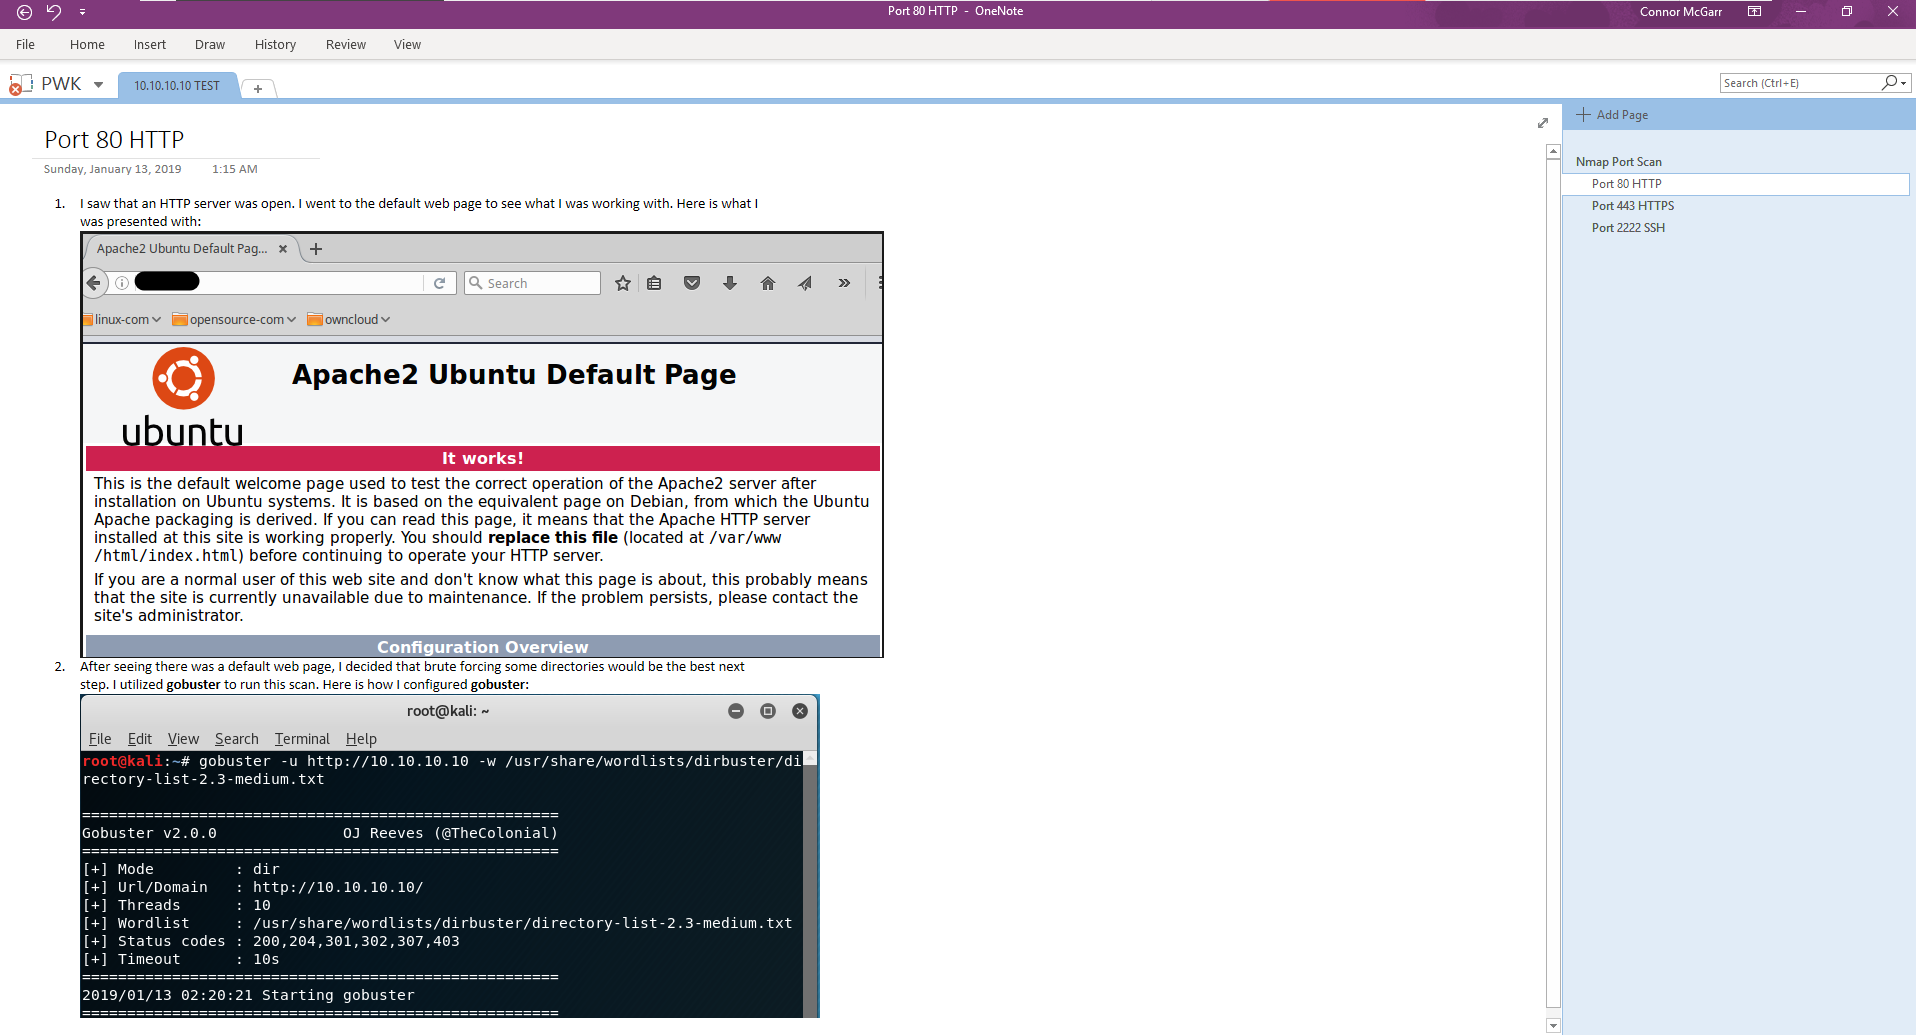 Port 80 HTTP - OneNote
Connor McGarr
File Home Insert Draw History Review View
PWK
10.10.10.10 TEST
+
Search (Ctrl+E)
Port 80 HTTP
Sunday, January 13, 2019 1:15 AM
1. I saw that an HTTP server was open. I went to the default web page to see what I was working with. Here is what I
was presented with:
Apache2 Ubuntu Default Pag... × +
Search
linux-com opensource-com owncloud
ubuntu
Apache2 Ubuntu Default Page
It works!
This is the default welcome page used to test the correct operation of the Apache2 server after
installation on Ubuntu systems. It is based on the equivalent page on Debian, from which the Ubuntu
Apache packaging is derived. If you can read this page, it means that the Apache HTTP server
installed at this site is working properly. You should replace this file (located at /var/www
/html/index.html) before continuing to operate your HTTP server.
If you are a normal user of this web site and don't know what this page is about, this probably means
that the site is currently unavailable due to maintenance. If the problem persists, please contact the
site's administrator.
Configuration Overview
2. After seeing there was a default web page, I decided that brute forcing some directories would be the best next
step. I utilized gobuster to run this scan. Here is how I configured gobuster:
root@kali: ~
File Edit View Search Terminal Help
root@kali:~# gobuster -u http://10.10.10.10 -w /usr/share/wordlists/dirbuster/di
rectory-list-2.3-medium.txt
=====================================================
Gobuster v2.0.0              OJ Reeves (@TheColonial)
=====================================================
[+] Mode         : dir
[+] Url/Domain   : http://10.10.10.10/
[+] Threads      : 10
[+] Wordlist     : /usr/share/wordlists/dirbuster/directory-list-2.3-medium.txt
[+] Status codes : 200,204,301,302,307,403
[+] Timeout      : 10s
=====================================================
2019/01/13 02:20:21 Starting gobuster
=====================================================
Add Page
Nmap Port Scan
Port 80 HTTP
Port 443 HTTPS
Port 2222 SSH